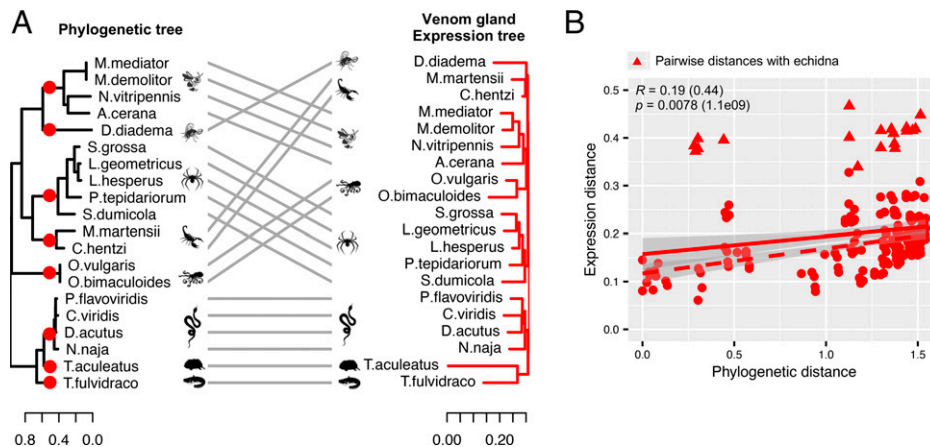 A
Phylogenetic tree
M.mediator
M.demolitor
N.vitripennis
A.cerana
D.diadema
S.grossa
L.geometricus
L.hesperus
P.tepidariorum
S.dumicola
M.martensii
C.hentzi
O.vulgaris
O.bimaculoides
P.flavoviridis
C.viridis
D.acutus
N.naja
T.aculeatus
T.fulvidraco
0.8 0.4 0.0
Venom gland
Expression tree
D.diadema
M.martensii
C.hentzi
M.mediator
M.demolitor
N.vitripennis
A.cerana
O.vulgaris
O.bimaculoides
S.grossa
L.geometricus
L.hesperus
P.tepidariorum
S.dumicola
P.flavoviridis
C.viridis
D.acutus
N.naja
T.aculeatus
T.fulvidraco
0.00 0.20
B
Pairwise distances with echidna
R = 0.19 (0.44)
p = 0.0078 (1.1e09)
Expression distance
0.5
0.4
0.3
0.2
0.1
0.0
0.0 0.5 1.0 1.5
Phylogenetic distance